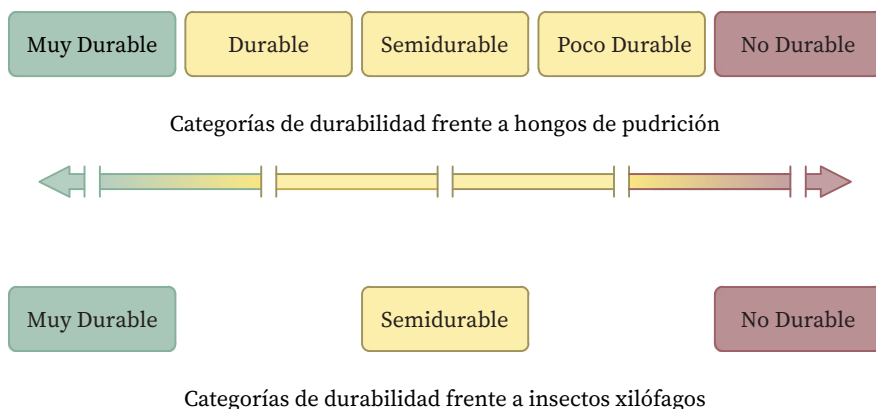 Muy Durable Durable Semidurable Poco Durable No Durable
Categorías de durabilidad frente a hongos de pudrición
Muy Durable Semidurable No Durable
Categorías de durabilidad frente a insectos xilófagos